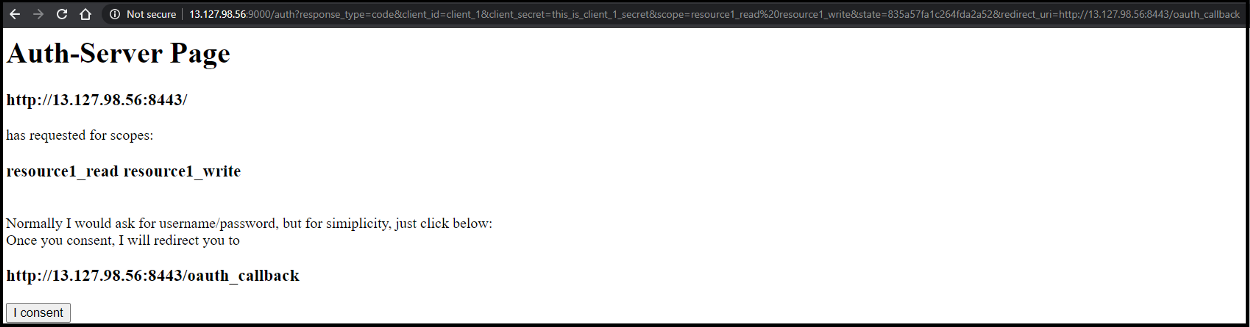 Not secure | 13.127.98.56:9000/auth?response_type=code&client_id=client_1&client_secret=this_is_client_1_secret&scope=resource1_read%20resource1_write&state=835a57fa1c264fda2a52&redirect_uri=http://13.127.98.56:8443/oauth_callback
Auth-Server Page
http://13.127.98.56:8443/
has requested for scopes:
resource1_read resource1_write
Normally I would ask for username/password, but for simiplicity, just click below:
Once you consent, I will redirect you to
http://13.127.98.56:8443/oauth_callback
I consent